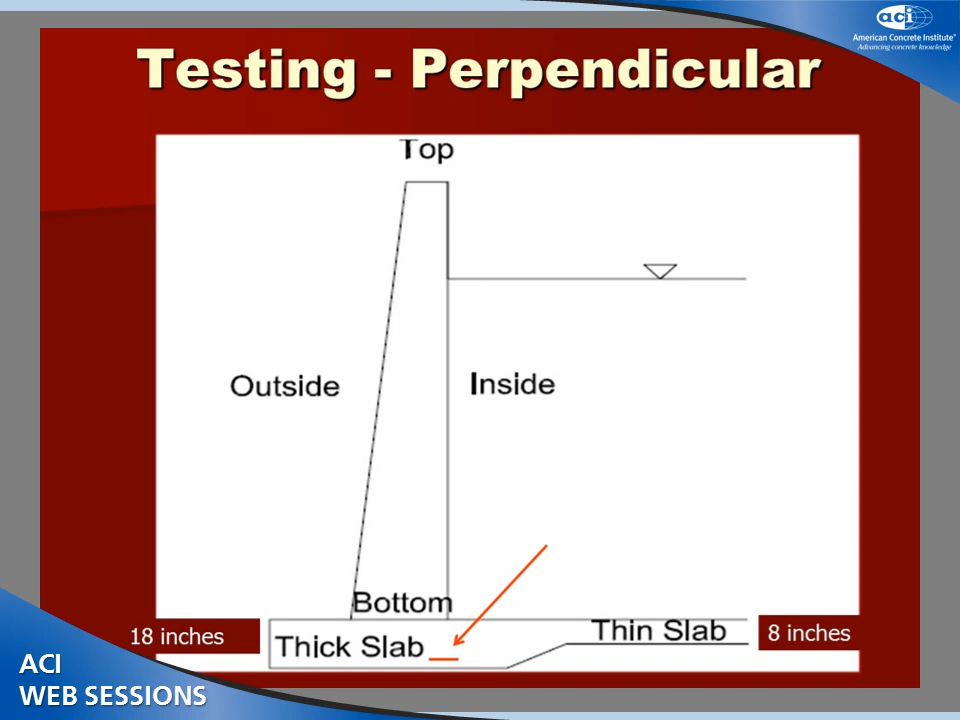 aci
American Concrete Institute®
Advancing concrete knowledge
Testing - Perpendicular
Top
Outside
Inside
Bottom
18 inches
Thick Slab
Thin Slab
8 inches
ACI
WEB SESSIONS